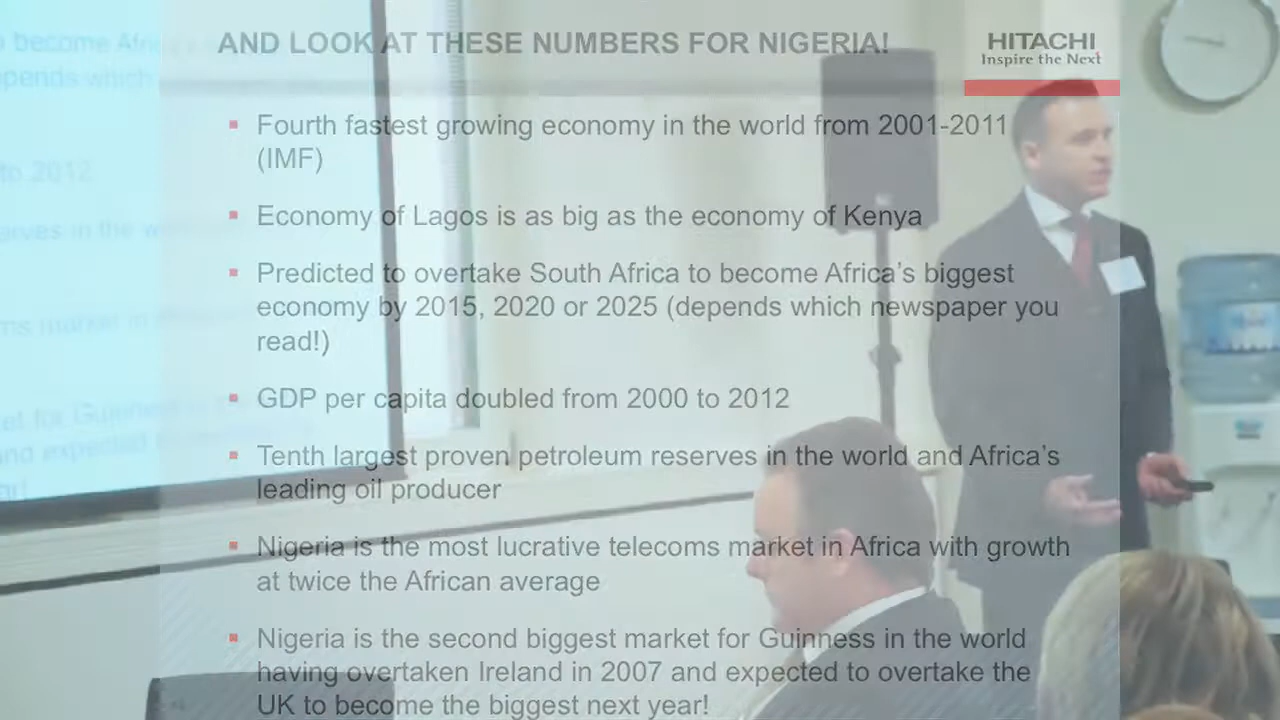 AND LOOK AT THESE NUMBERS FOR NIGERIA!
HITACHI
Inspire the Next
Fourth fastest growing economy in the world from 2001-2011
(IMF)
Economy of Lagos is as big as the economy of Kenya
Predicted to overtake South Africa to become Africa's biggest
economy by 2015, 2020 or 2025 (depends which newspaper you
read!)
GDP per capita doubled from 2000 to 2012
Tenth largest proven petroleum reserves in the world and Africa's
leading oil producer
Nigeria is the most lucrative telecoms market in Africa with growth
at twice the African average
Nigeria is the second biggest market for Guinness in the world
having overtaken Ireland in 2007 and expected to overtake the
UK to become the biggest next year!
become
to 2012